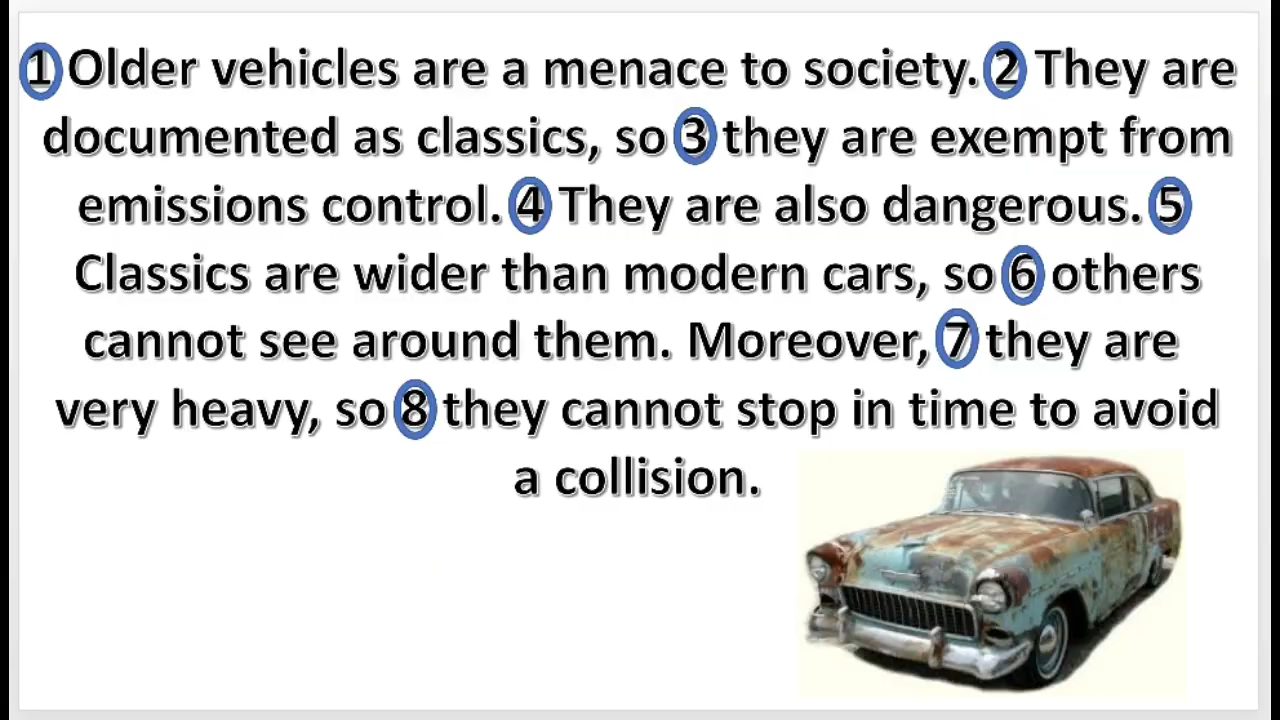 1 Older vehicles are a menace to society. 2 They are
documented as classics, so 3 they are exempt from
emissions control. 4 They are also dangerous. 5
Classics are wider than modern cars, so 6 others
cannot see around them. Moreover, 7 they are
very heavy, so 8 they cannot stop in time to avoid
a collision.